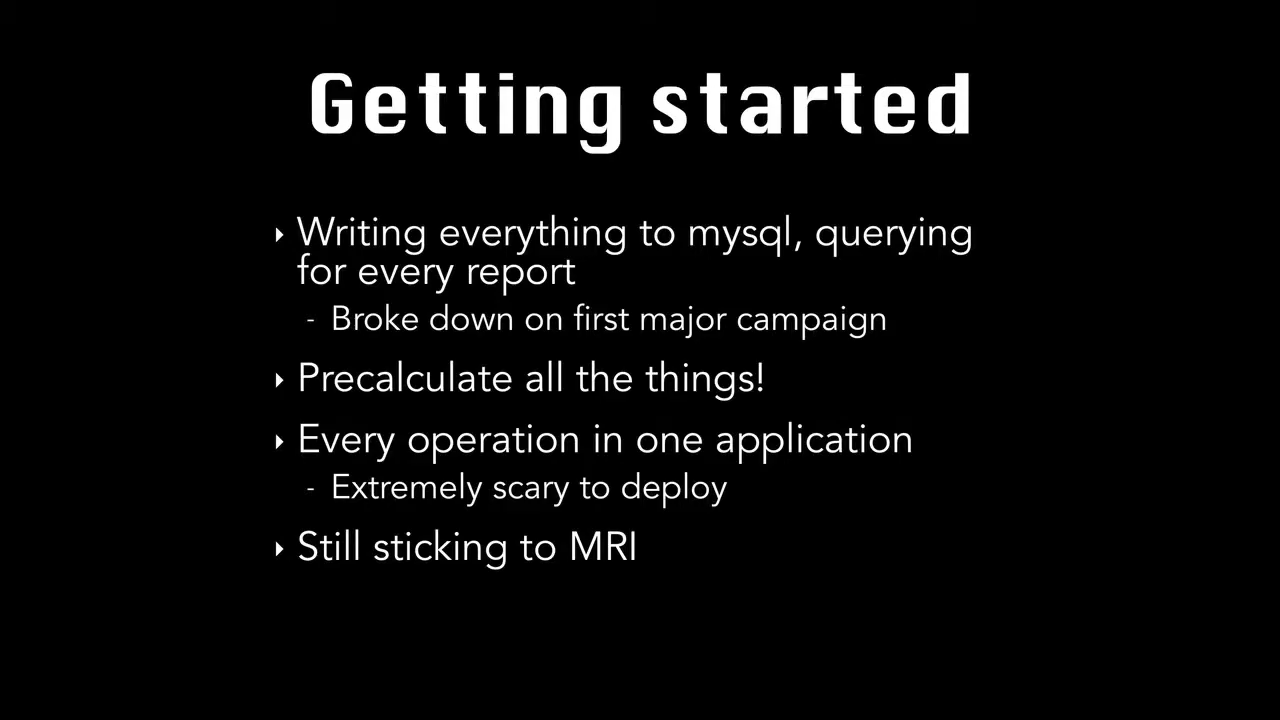 Getting started
‣ Writing everything to mysql, querying
for every report
- Broke down on first major campaign
‣ Precalculate all the things!
‣ Every operation in one application
- Extremely scary to deploy
‣ Still sticking to MRI